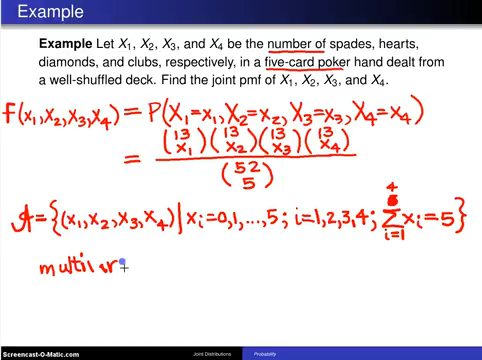 Example
Example Let X1, X2, X3, and X4 be the number of spades, hearts,
diamonds, and clubs, respectively, in a five-card poker hand dealt from
a well-shuffled deck. Find the joint pmf of X1, X2, X3, and X4.
f(x1,x2,x3,x4) = P(X1=x1, X2=x2, X3=x3, X4=x4)
= (13 x1)(13 x2)(13 x3)(13 x4) / (52 5)
A = {(x1,x2,x3,x4) | xi=0,1,...,5; i=1,2,3,4; 4 Σ i=1 xi=5}
Screencast-O-Matic.com
Joint Distributions
Probability